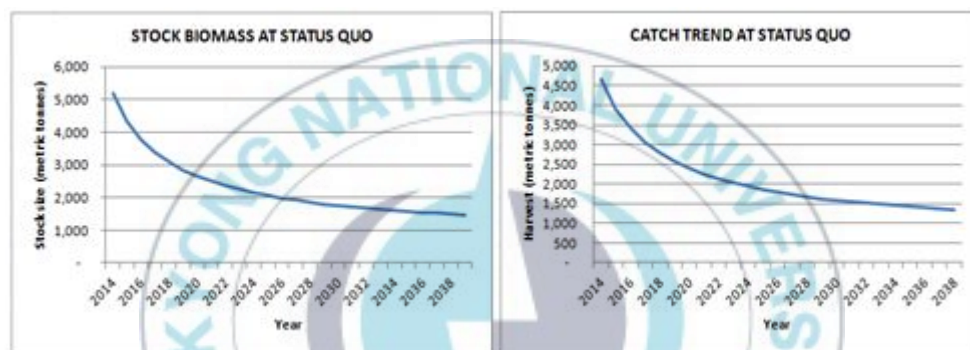 STOCK BIOMASS AT STATUS QUO
Stock size (metric tonnes)
6,000
5,000
4,000
3,000
2,000
1,000
-
2014 2016 2018 2020 2022 2024 2026 2028 2030 2032 2034 2036 2038
Year
CATCH TREND AT STATUS QUO
Harvest (metric tonnes)
5,000
4,500
4,000
3,500
3,000
2,500
2,000
1,500
1,000
500
-
2014 2016 2018 2020 2022 2024 2026 2028 2030 2032 2034 2036 2038
Year
KYONG NATIONAL UNIVERS